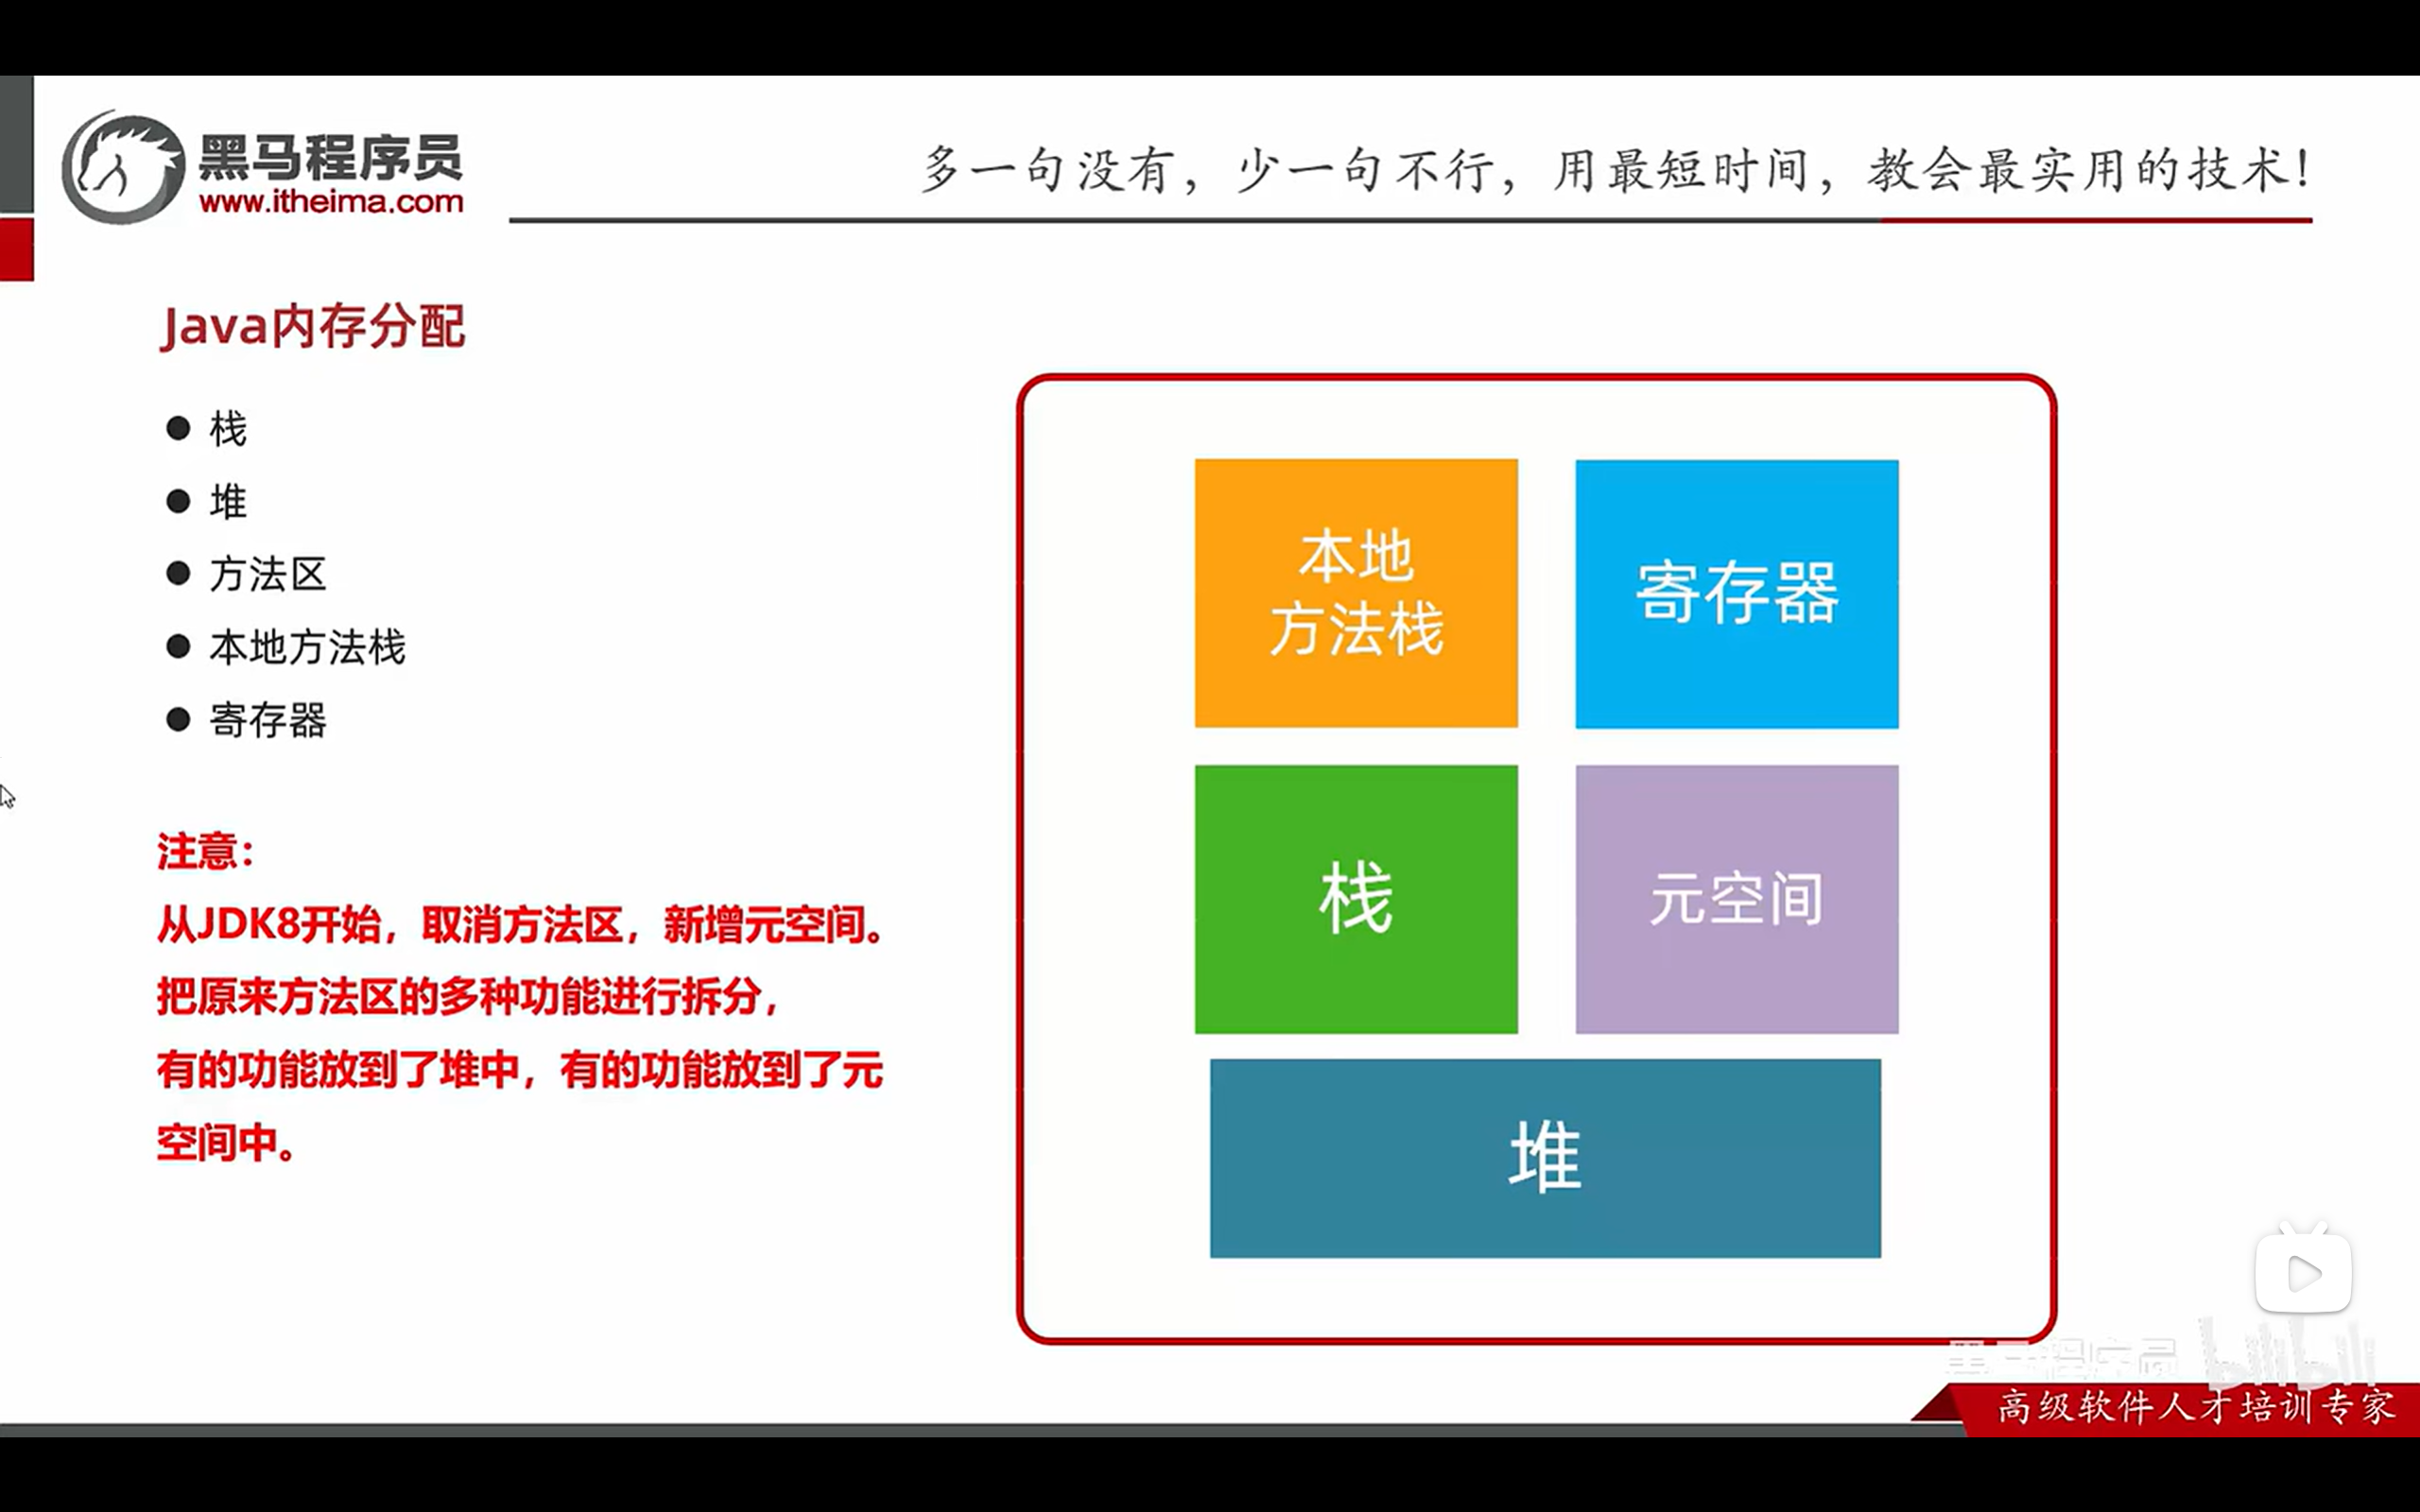 黑马程序员
www.itheima.com
多一句没有，少一句不行，用最短时间，教会最实用的技术！
Java内存分配
栈
堆
方法区
本地方法栈
寄存器
注意：
从JDK8开始，取消方法区，新增元空间。
把原来方法区的多种功能进行拆分，
有的功能放到了堆中，有的功能放到了元
空间中。
本地
方法栈
寄存器
栈
元空间
堆
黑马程序员 bilibili
高级软件人才培训专家